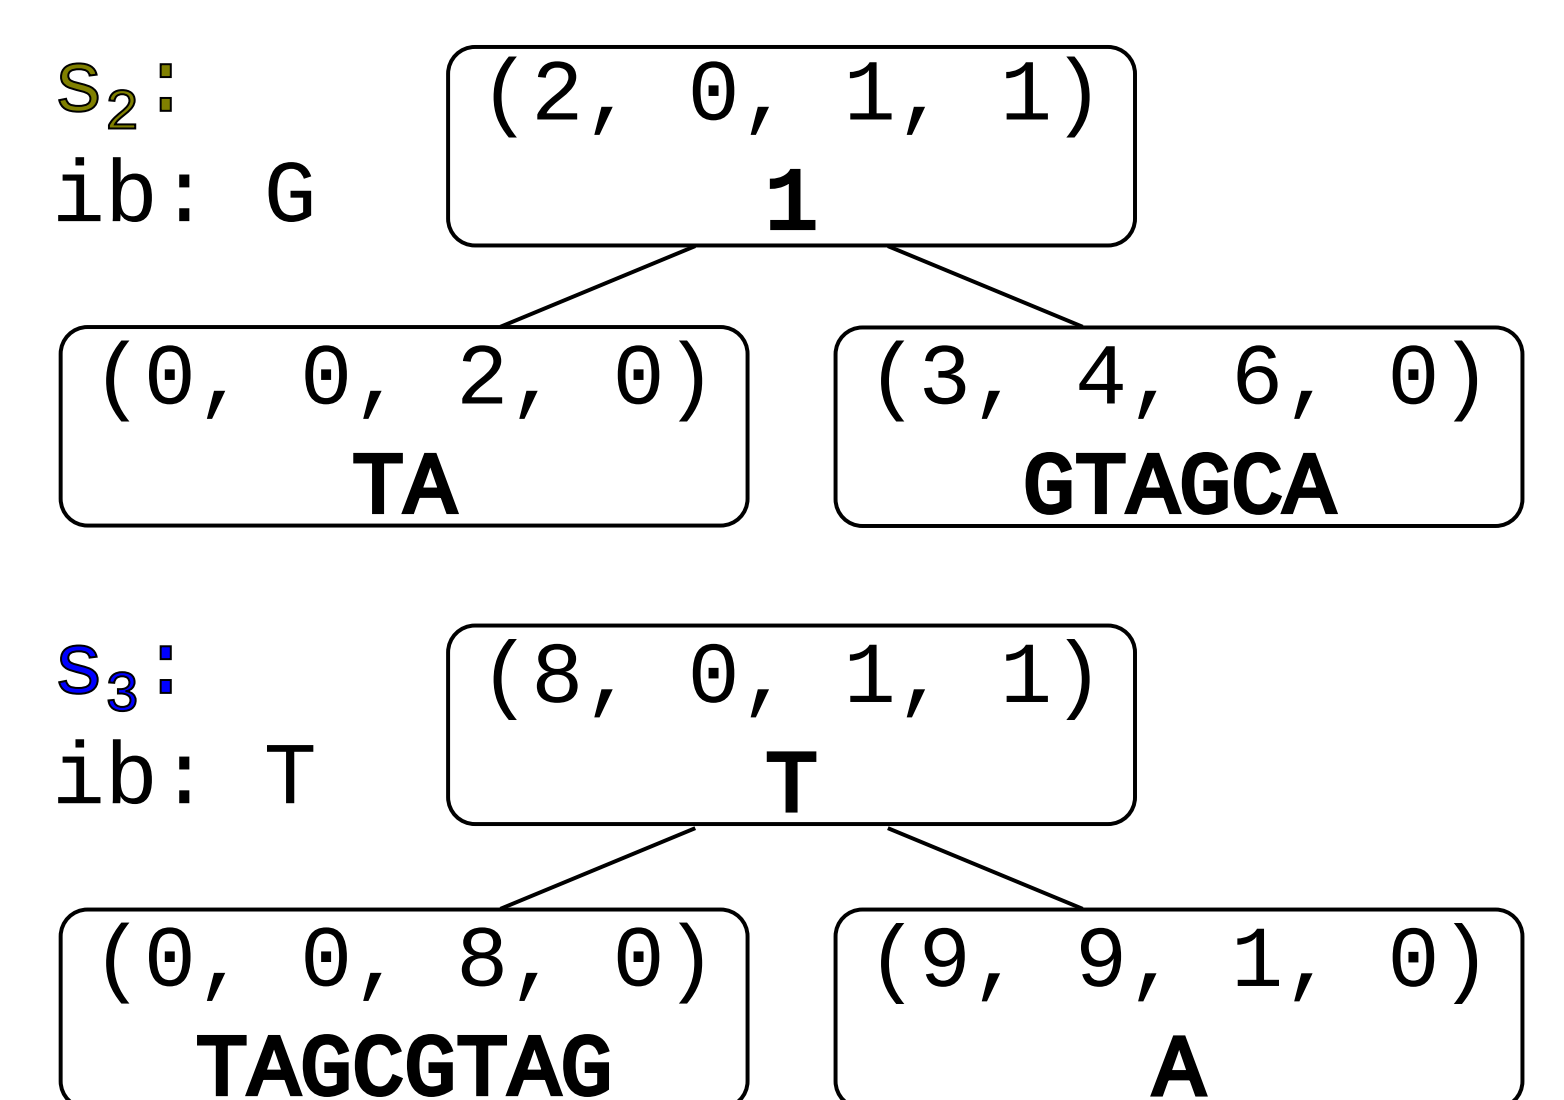 s2: (2, 0, 1, 1)
ib: G 1
(0, 0, 2, 0) (3, 4, 6, 0)
TA GTAGCA
s3: (8, 0, 1, 1)
ib: T T
(0, 0, 8, 0) (9, 9, 1, 0)
TAGCGTAG A